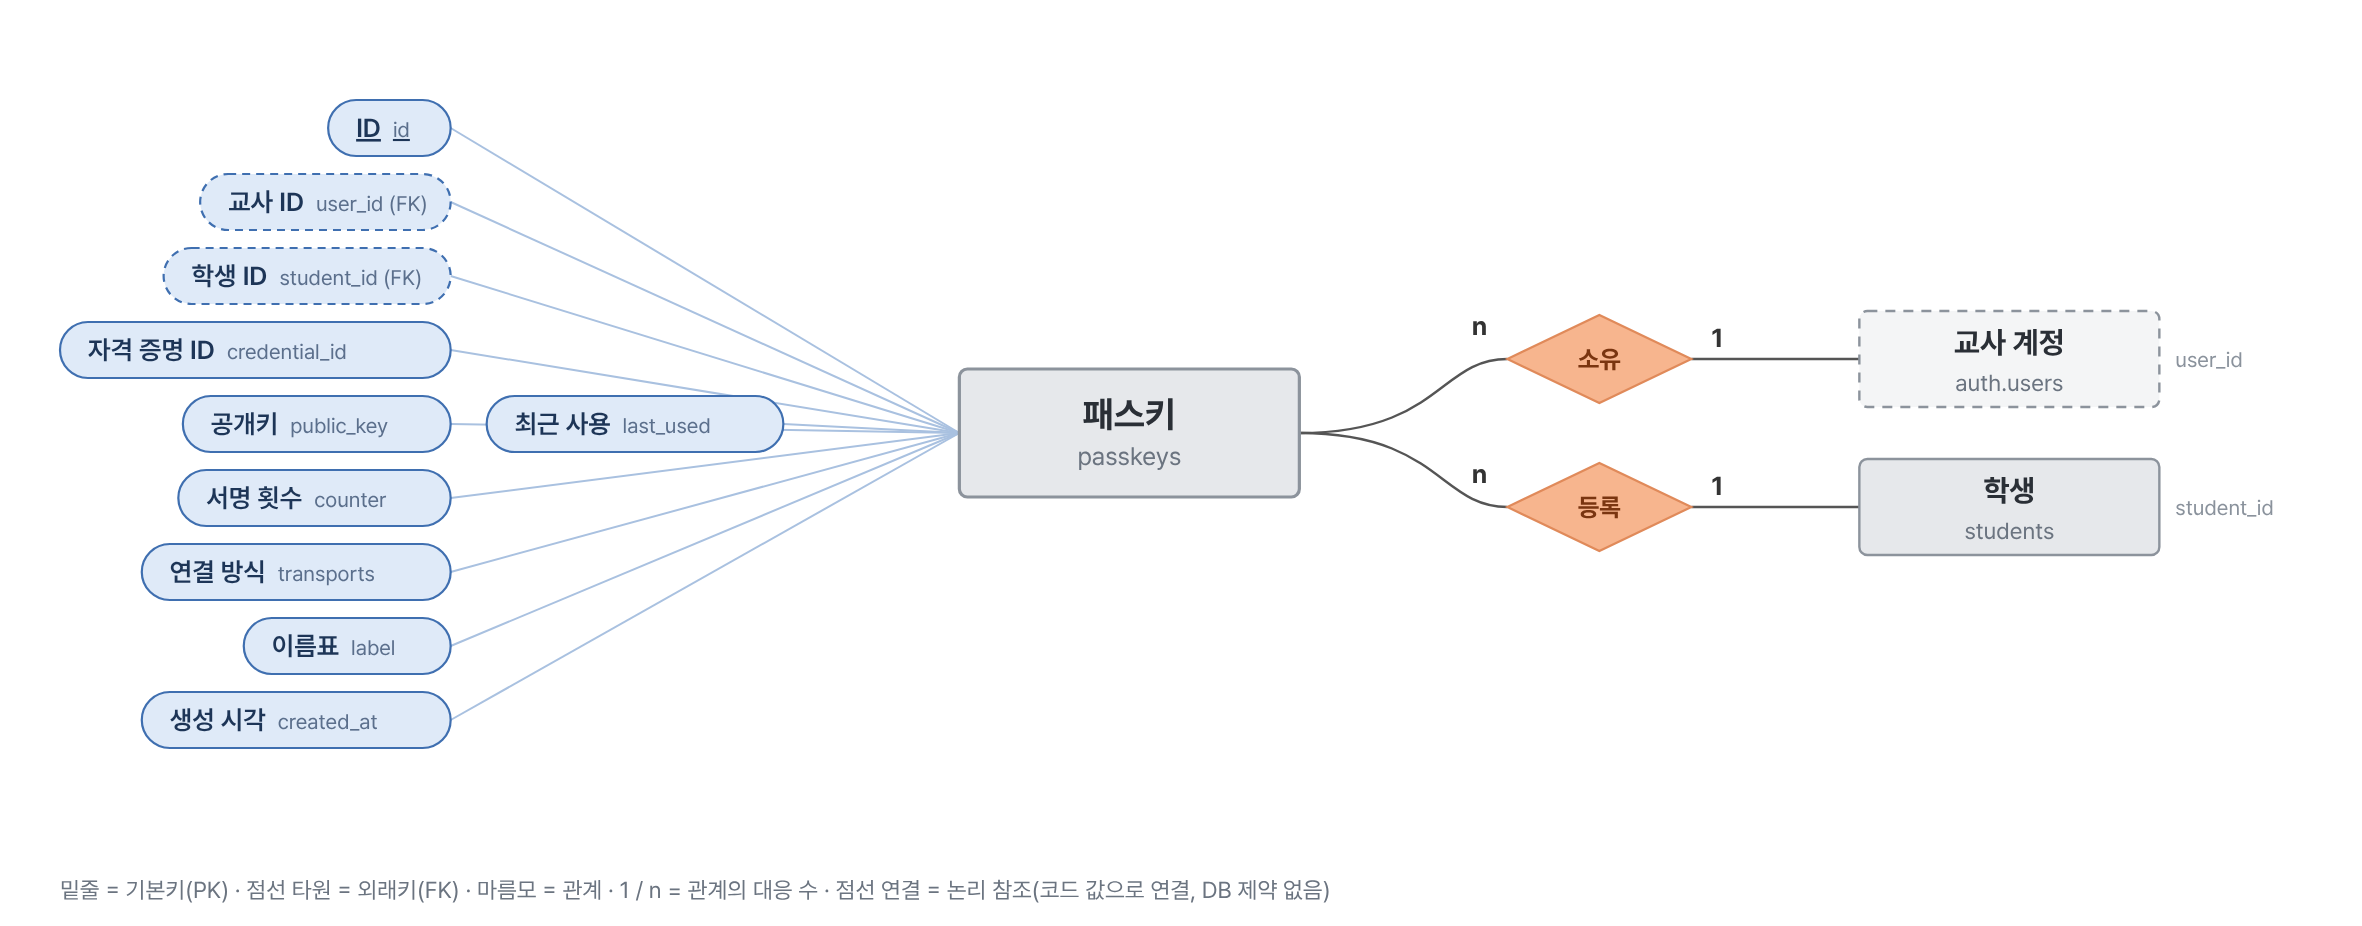 ID id
교사 ID user_id (FK)
학생 ID student_id (FK)
자격 증명 ID credential_id
공개키 public_key
최근 사용 last_used
서명 횟수 counter
연결 방식 transports
이름표 label
생성 시각 created_at
패스키
passkeys
n
소유
1
교사 계정
auth.users
user_id
n
등록
1
학생
students
student_id
밑줄 = 기본키(PK) · 점선 타원 = 외래키(FK) · 마름모 = 관계 · 1 / n = 관계의 대응 수 · 점선 연결 = 논리 참조(코드 값으로 연결, DB 제약 없음)